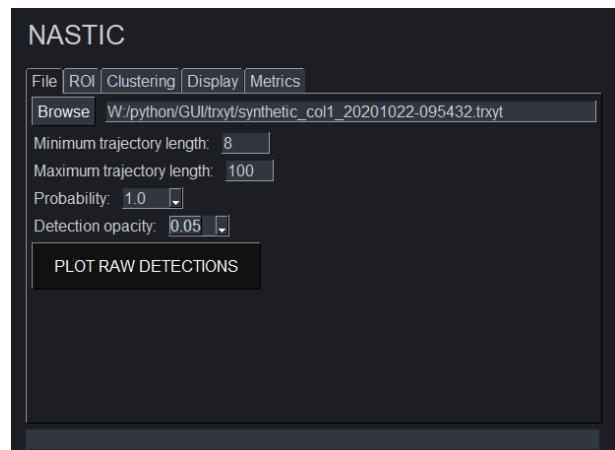 NASTIC
File ROI Clustering Display Metrics
Browse W:/python/GUI/trxyt/synthetic_col1_20201022-095432.trxyt
Minimum trajectory length: 8
Maximum trajectory length: 100
Probability: 1.0
Detection opacity: 0.05
PLOT RAW DETECTIONS